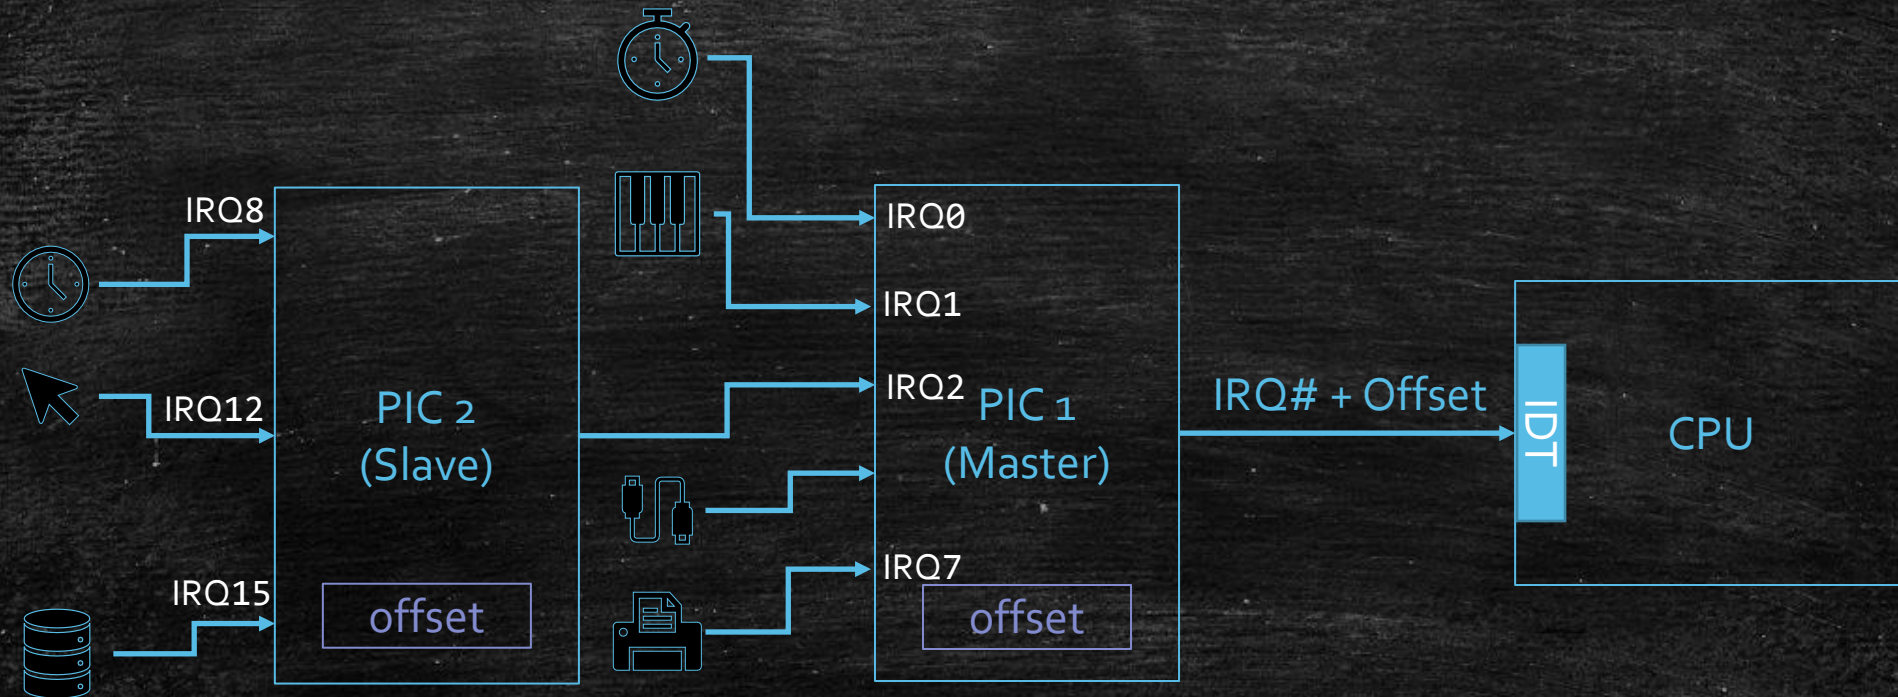 IRQ8
IRQ12
IRQ15
PIC 2
(Slave)
offset
IRQ0
IRQ1
IRQ2
PIC 1
(Master)
IRQ7
offset
IRQ# + Offset
IDT
CPU